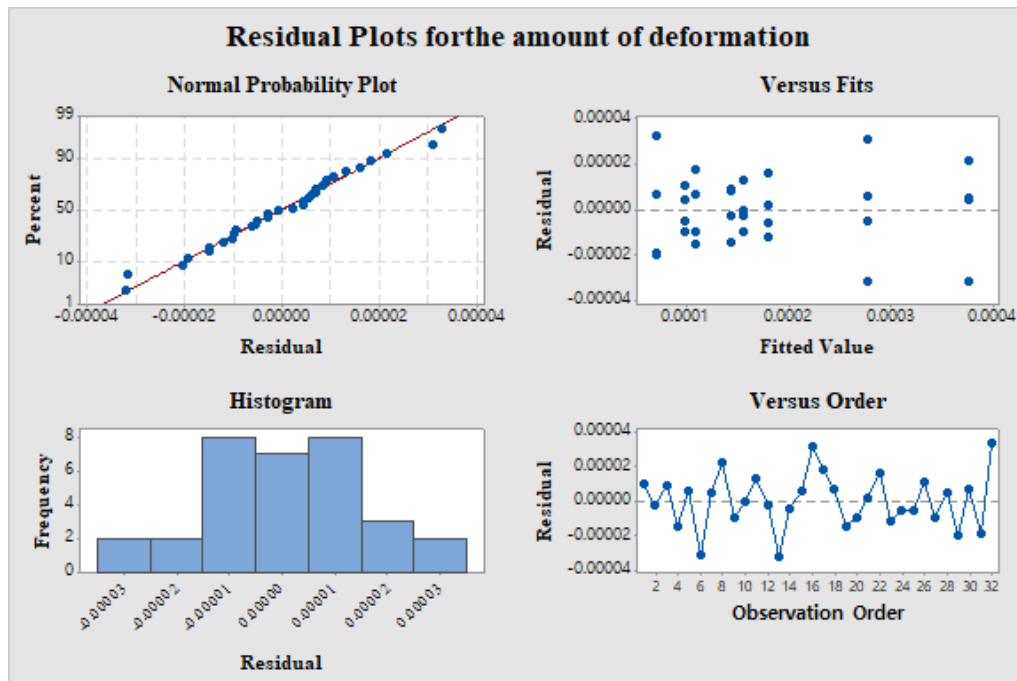 Residual Plots forthe amount of deformation
Normal Probability Plot
99
90
50
10
1
Percent
-0.00004 -0.00002 0.00000 0.00002 0.00004
Residual
Versus Fits
0.00004
0.00002
0.00000
-0.00002
-0.00004
Residual
0.0001 0.0002 0.0003 0.0004
Fitted Value
Histogram
8
6
4
2
0
Frequency
-0.00003 -0.00002 -0.00001 0.00000 0.00001 0.00002 0.00003
Residual
Versus Order
0.00004
0.00002
0.00000
-0.00002
-0.00004
Residual
2 4 6 8 10 12 14 16 18 20 22 24 26 28 30 32
Observation Order